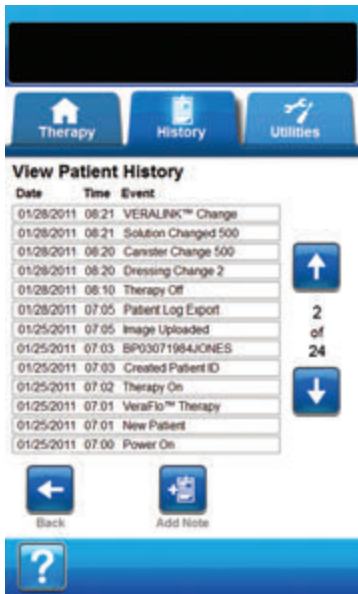 Therapy History Utilities
View Patient History
Date Time Event
01/28/2011 08:21 VERALINK™ Change
01/28/2011 08:21 Solution Changed 500
01/28/2011 08:20 Canister Change 500
01/28/2011 08:20 Dressing Change 2
01/28/2011 08:10 Therapy Off
01/28/2011 07:05 Patient Log Export
01/25/2011 07:05 Image Uploaded
01/25/2011 07:03 BP03071984JONES
01/25/2011 07:03 Created Patient ID
01/25/2011 07:02 Therapy On
01/25/2011 07:01 VeraFlo™ Therapy
01/25/2011 07:01 New Patient
01/25/2011 07:00 Power On
2
of
24
Back Add Note
?